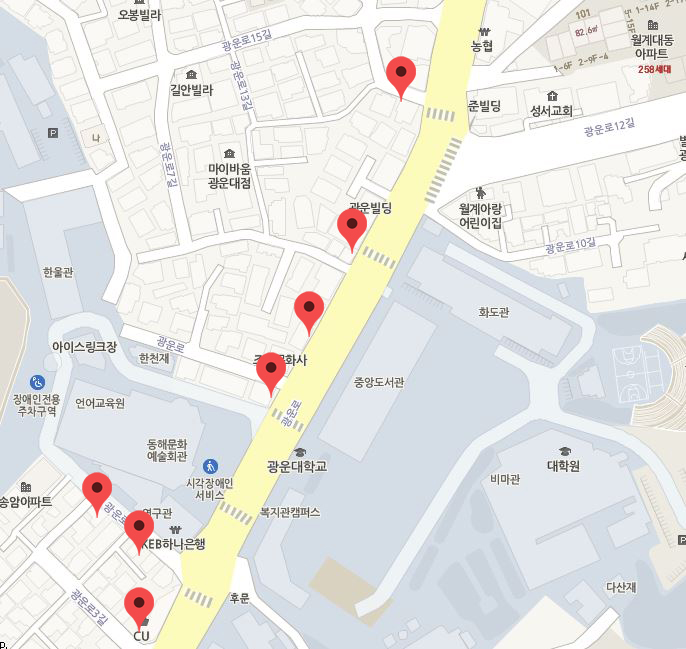 오봉빌라
농협
101
82.6㎡
1-14F
5-15F
2-17
월계대동
아파트
258세대
1-6F
2-9F-4
광운로15길
길안빌라
광운로13길
준빌딩
성서교회
광운로12길
P
나
광운로7길
마이비움
광운대점
광운빌딩
월계아랑
어린이집
광운로10길
한울관
화도관
광운로
아이스링크장
한천재
화사
중앙도서관
장애인전용
주차구역
언어교육원
광운로
동해문화
예술회관
광운대학교
대학원
비마관
시각장애인
서비스
송암아파트
연구관
복지관캠퍼스
KEB하나은행
P
다산재
후문
광운로3길
CU
p.